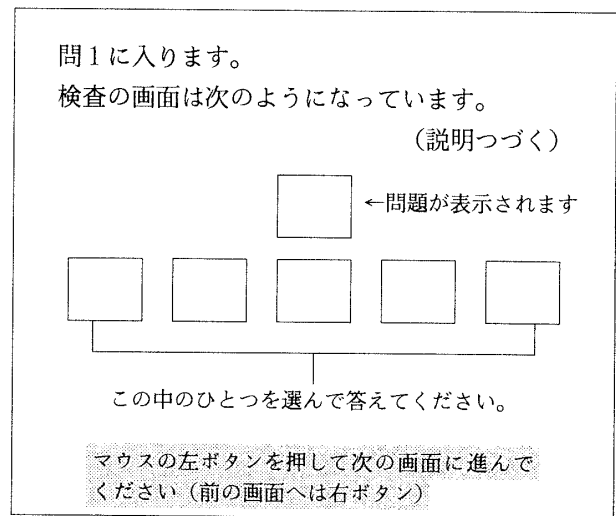 問1に入ります。
検査の画面は次のようになっています。
(説明つづく)
←問題が表示されます
この中のひとつを選んで答えてください。
マウスの左ボタンを押して次の画面に進んで
ください(前の画面へは右ボタン)